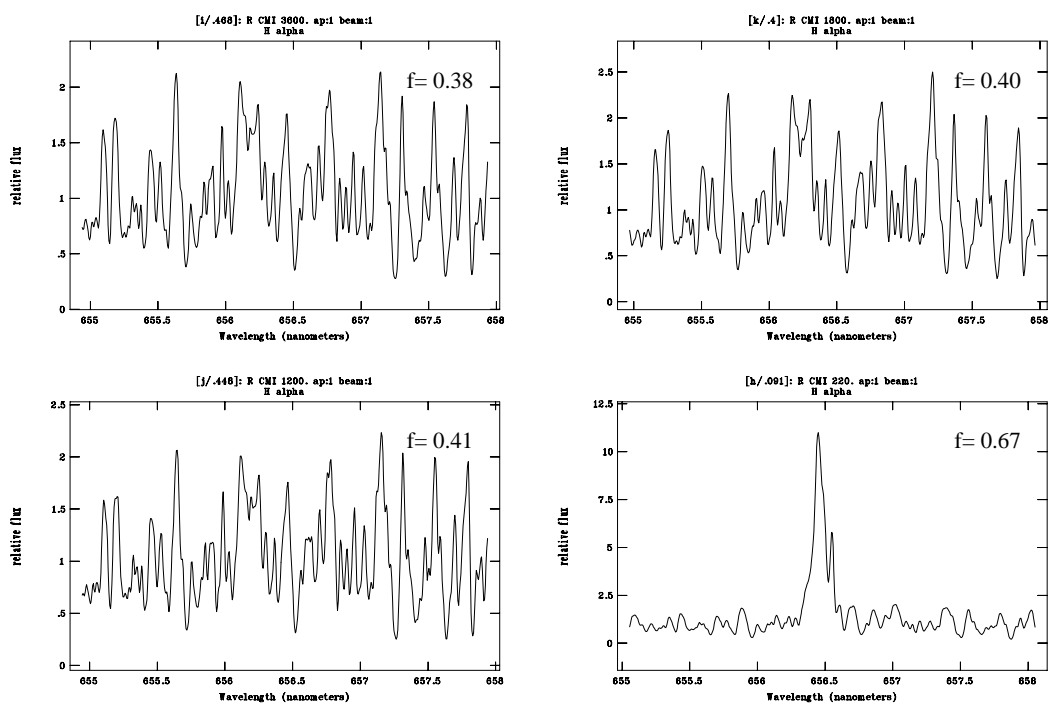 [i/.468]: R CMI 3600. ap:1 beam:1
H alpha
f= 0.38
2
1.5
1
.5
0
relative flux
655
655.5
656
656.5
657
657.5
658
Wavelength (nanometers)
[k/.4]: R CMI 1800. ap:1 beam:1
H alpha
f= 0.40
2.5
2
1.5
1
.5
0
relative flux
655
655.5
656
656.5
657
657.5
658
Wavelength (nanometers)
[j/.448]: R CMI 1200. ap:1 beam:1
H alpha
f= 0.41
2.5
2
1.5
1
.5
0
relative flux
655
655.5
656
656.5
657
657.5
658
Wavelength (nanometers)
[h/.091]: R CMI 220. ap:1 beam:1
H alpha
f= 0.67
12.5
10
7.5
5
2.5
0
relative flux
655
655.5
656
656.5
657
657.5
658
Wavelength (nanometers)